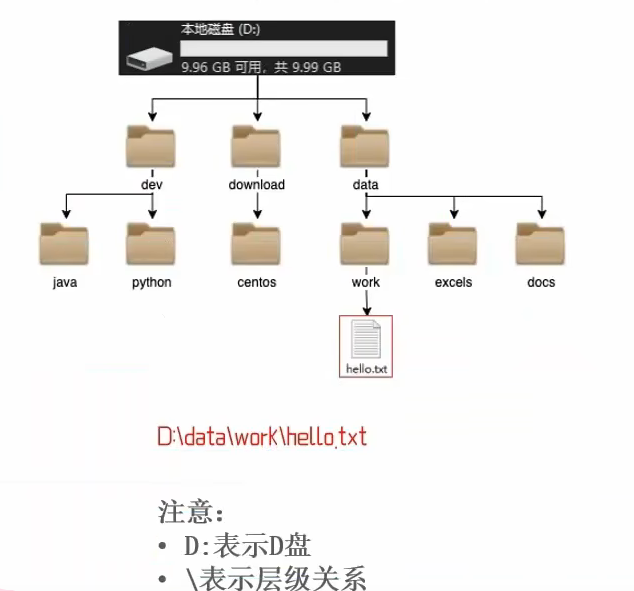 本地磁盘 (D:)
9.96 GB 可用，共 9.99 GB
dev download data
java python centos work excels docs
hello.txt
D:\data\work\hello.txt
注意：
• D:表示D盘
• \表示层级关系